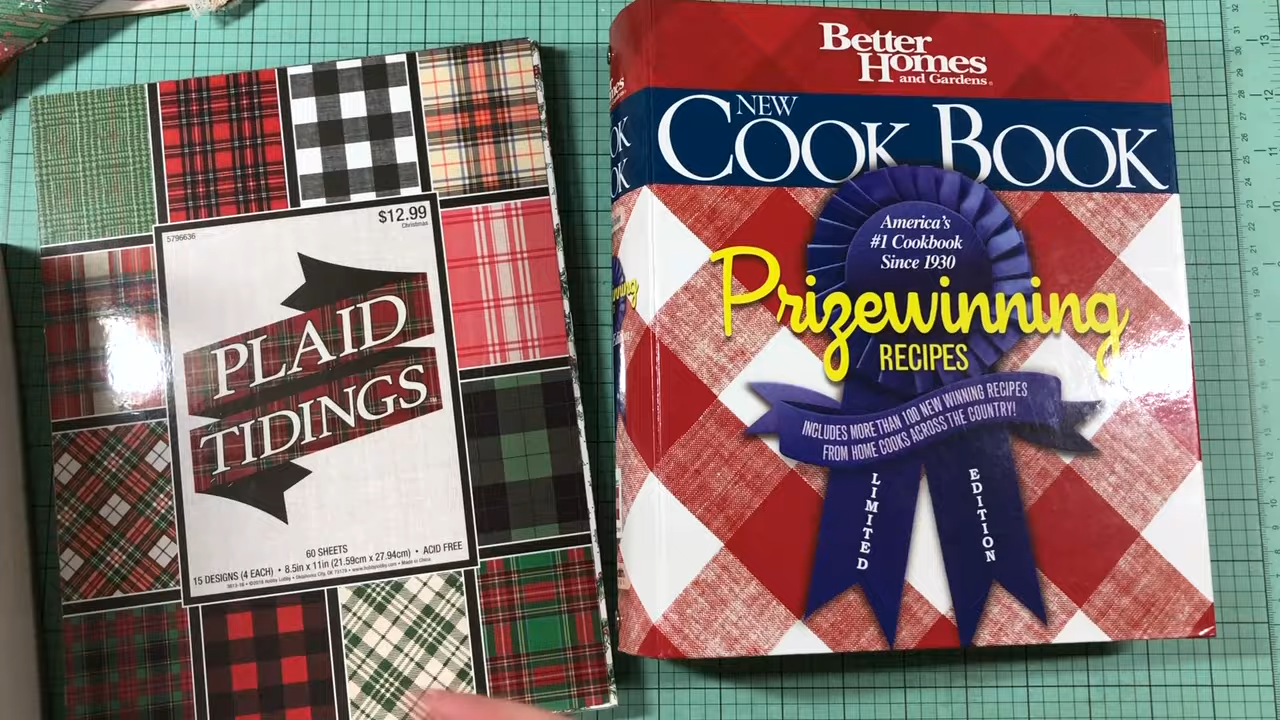 5796636
$12.99
Christmas
PLAID
TIDINGS™
60 SHEETS
15 DESIGNS (4 EACH) • 8.5in x 11in (21.59cm x 27.94cm) • ACID FREE
Better
Homes
and Gardens®
NEW
COOK BOOK
America's
#1 Cookbook
Since 1930
Prizewinning
RECIPES
INCLUDES MORE THAN 100 NEW WINNING RECIPES
FROM HOME COOKS ACROSS THE COUNTRY!
LIMITED
EDITION